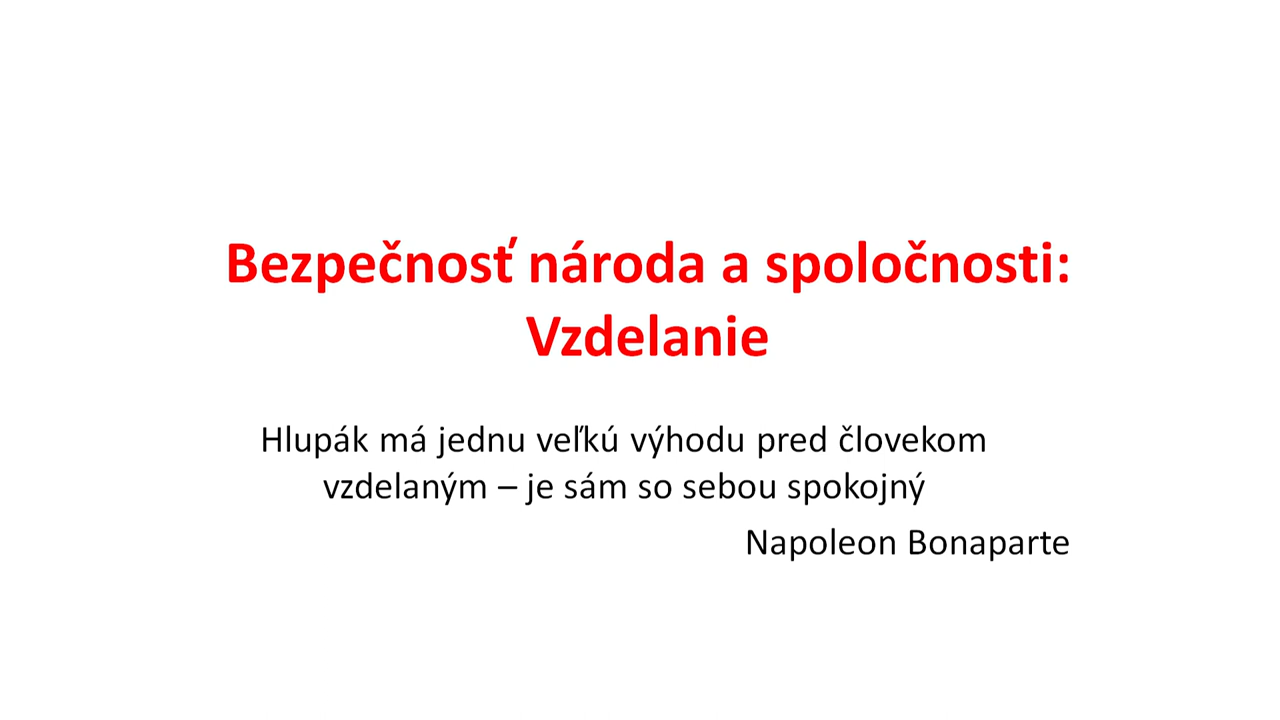 Bezpečnosť národa a spoločnosti:
Vzdelanie
Hlupák má jednu veľkú výhodu pred človekom
vzdelaným – je sám so sebou spokojný
Napoleon Bonaparte